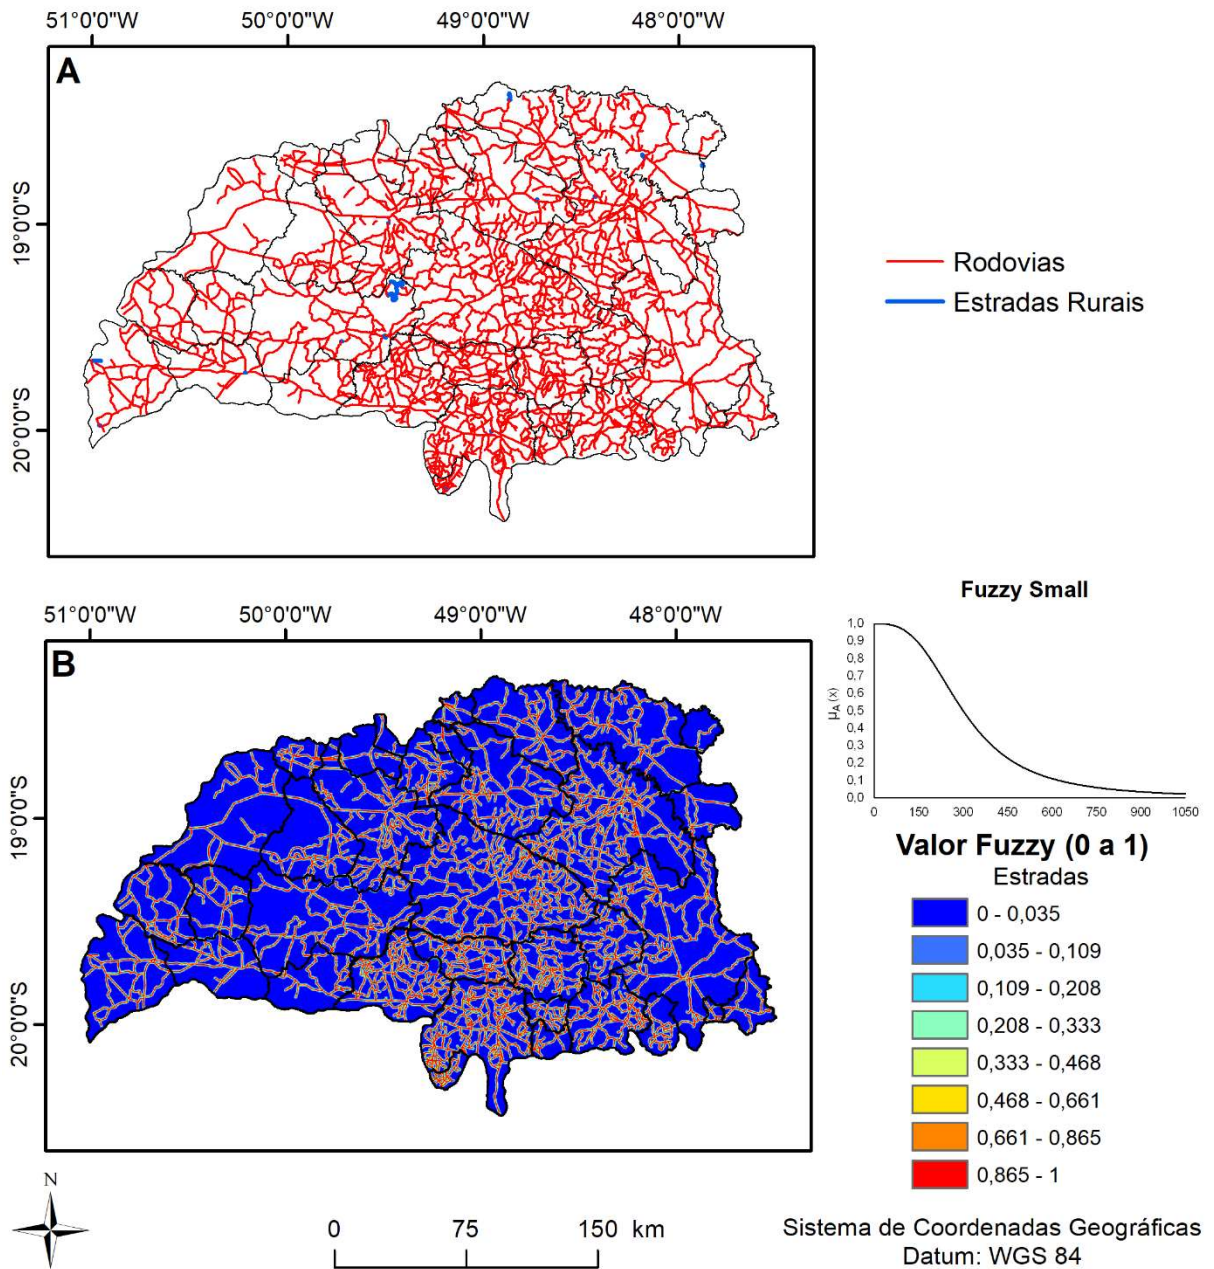 51°0'0"W 50°0'0"W 49°0'0"W 48°0'0"W
A
19°0'0"S
20°0'0"S
Rodovias
Estradas Rurais
51°0'0"W 50°0'0"W 49°0'0"W 48°0'0"W
B
19°0'0"S
20°0'0"S
Fuzzy Small
1,0
0,9
0,8
0,7
0,6
0,5
0,4
0,3
0,2
0,1
0,0
μA (x)
0 150 300 450 600 750 900 1050
Valor Fuzzy (0 a 1)
Estradas
0 - 0,035
0,035 - 0,109
0,109 - 0,208
0,208 - 0,333
0,333 - 0,468
0,468 - 0,661
0,661 - 0,865
0,865 - 1
N
0 75 150 km
Sistema de Coordenadas Geográficas
Datum: WGS 84